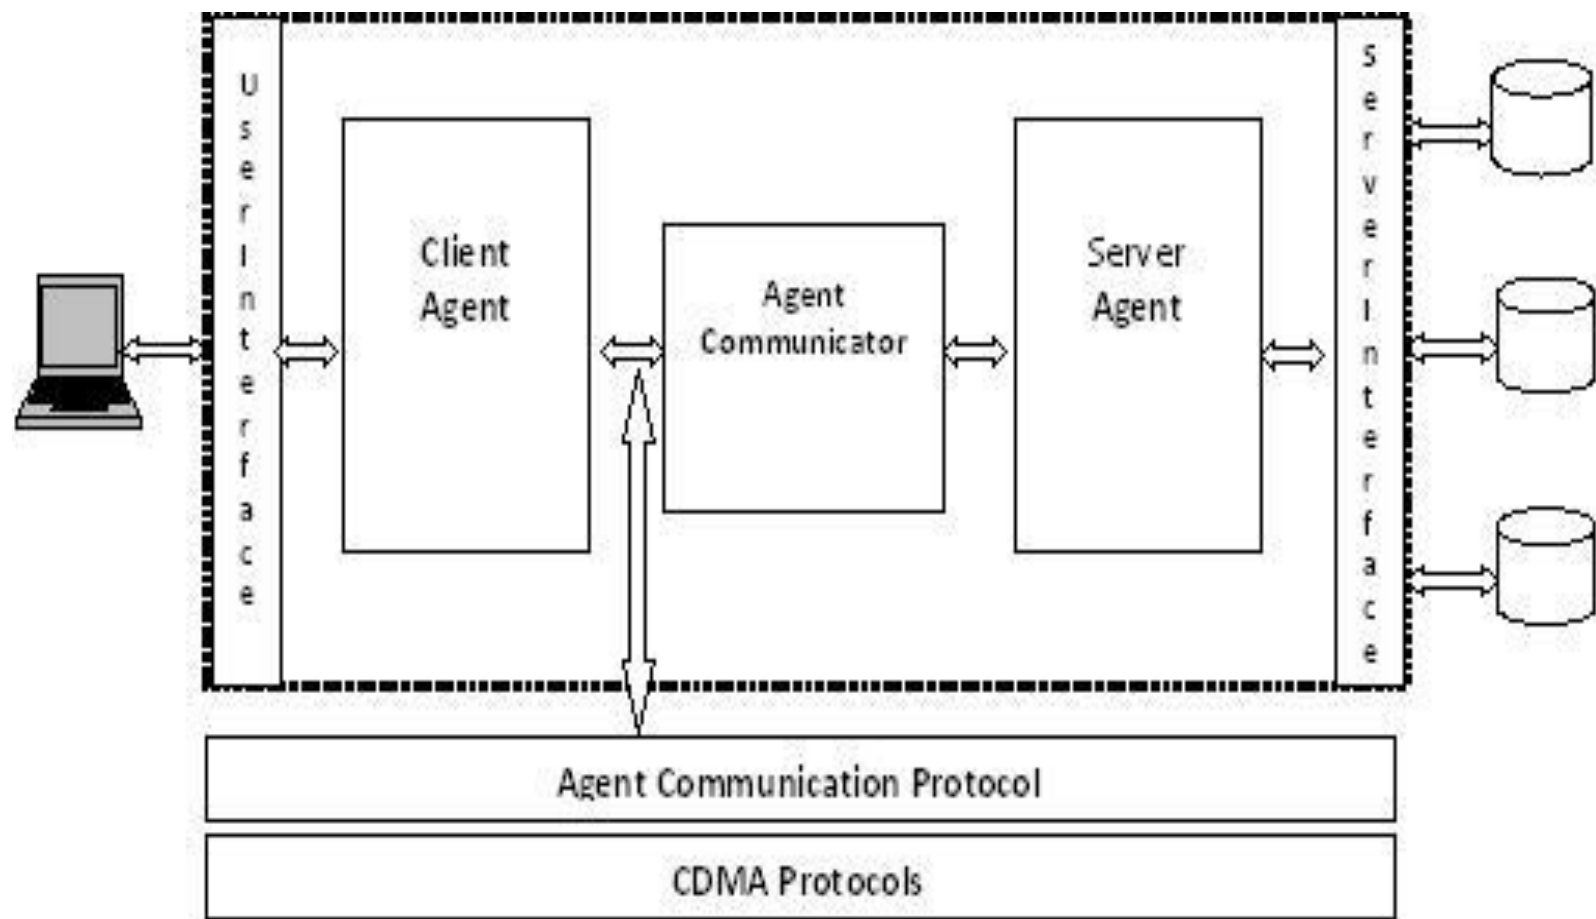 User Interface
Client
Agent
Agent
Communicator
Server
Agent
Server Interface
Agent Communication Protocol
CDMA Protocols